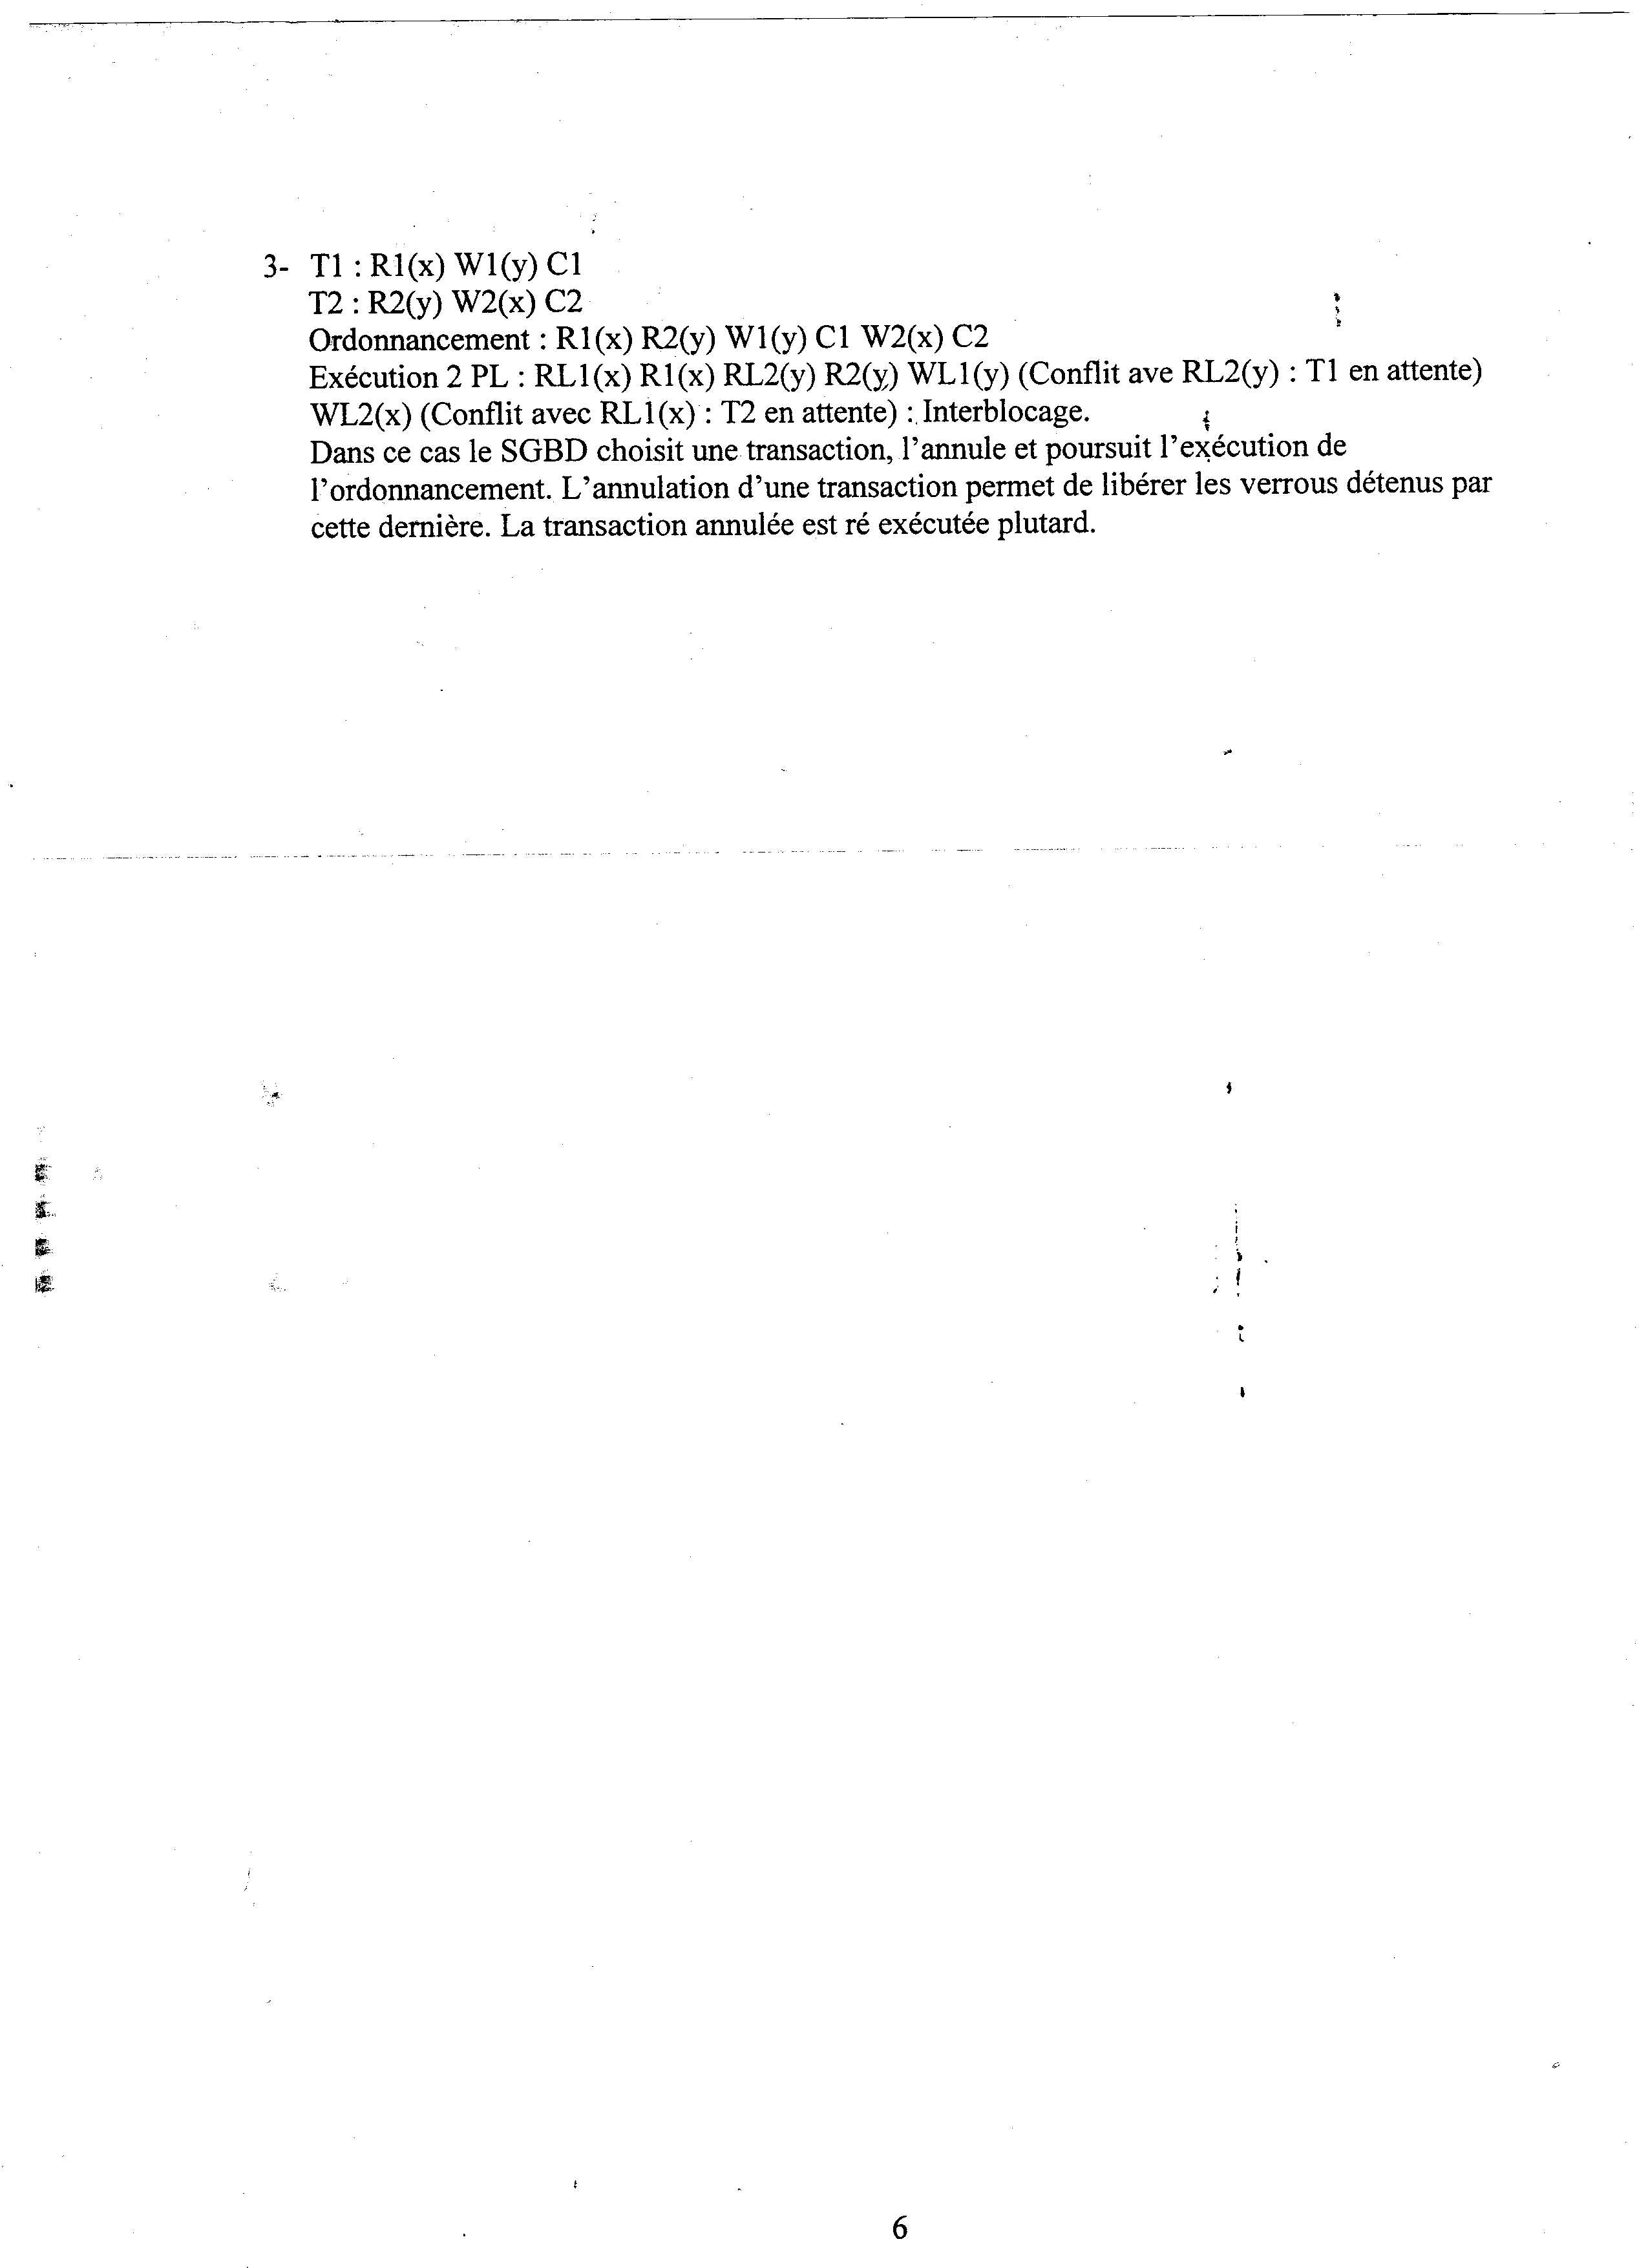 3- T1 : R1(x) W1(y) C1
T2 : R2(y) W2(x) C2
Ordonnancement : R1(x) R2(y) W1(y) C1 W2(x) C2
Exécution 2 PL : RL1(x) R1(x) RL2(y) R2(y) WL1(y) (Conflit ave RL2(y) : T1 en attente)
WL2(x) (Conflit avec RL1(x) : T2 en attente) : Interblocage.
Dans ce cas le SGBD choisit une transaction, l'annule et poursuit l'exécution de
l'ordonnancement. L'annulation d'une transaction permet de libérer les verrous détenus par
cette dernière. La transaction annulée est ré exécutée plutard.
6